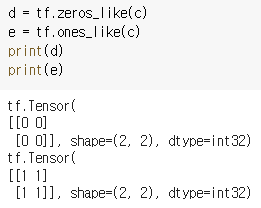 d = tf.zeros_like(c)
e = tf.ones_like(c)
print(d)
print(e)
tf.Tensor(
[[0 0]
 [0 0]], shape=(2, 2), dtype=int32)
tf.Tensor(
[[1 1]
 [1 1]], shape=(2, 2), dtype=int32)